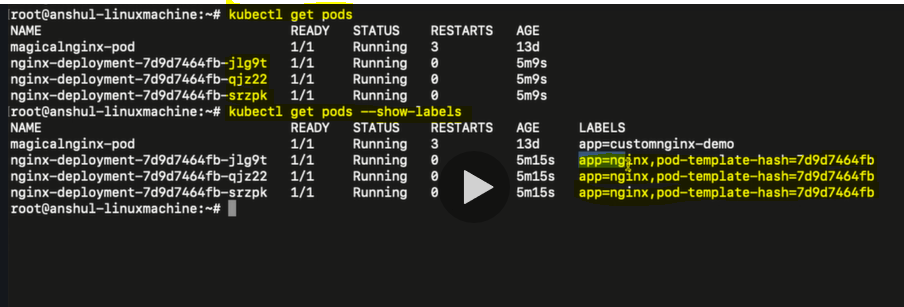 [root@anshul-linuxmachine:~# kubectl get pods
NAME READY STATUS RESTARTS AGE
magicalnginx-pod 1/1 Running 3 13d
nginx-deployment-7d9d7464fb-jlg9t 1/1 Running 0 5m9s
nginx-deployment-7d9d7464fb-qjz22 1/1 Running 0 5m9s
nginx-deployment-7d9d7464fb-srzpk 1/1 Running 0 5m9s
[root@anshul-linuxmachine:~# kubectl get pods --show-labels
NAME READY STATUS RESTARTS AGE LABELS
magicalnginx-pod 1/1 Running 3 13d app=customnginx-demo
nginx-deployment-7d9d7464fb-jlg9t 1/1 Running 0 5m15s app=nginx,pod-template-hash=7d9d7464fb
nginx-deployment-7d9d7464fb-qjz22 1/1 Running 0 5m15s app=nginx,pod-template-hash=7d9d7464fb
nginx-deployment-7d9d7464fb-srzpk 1/1 Running 0 5m15s app=nginx,pod-template-hash=7d9d7464fb
root@anshul-linuxmachine:~#